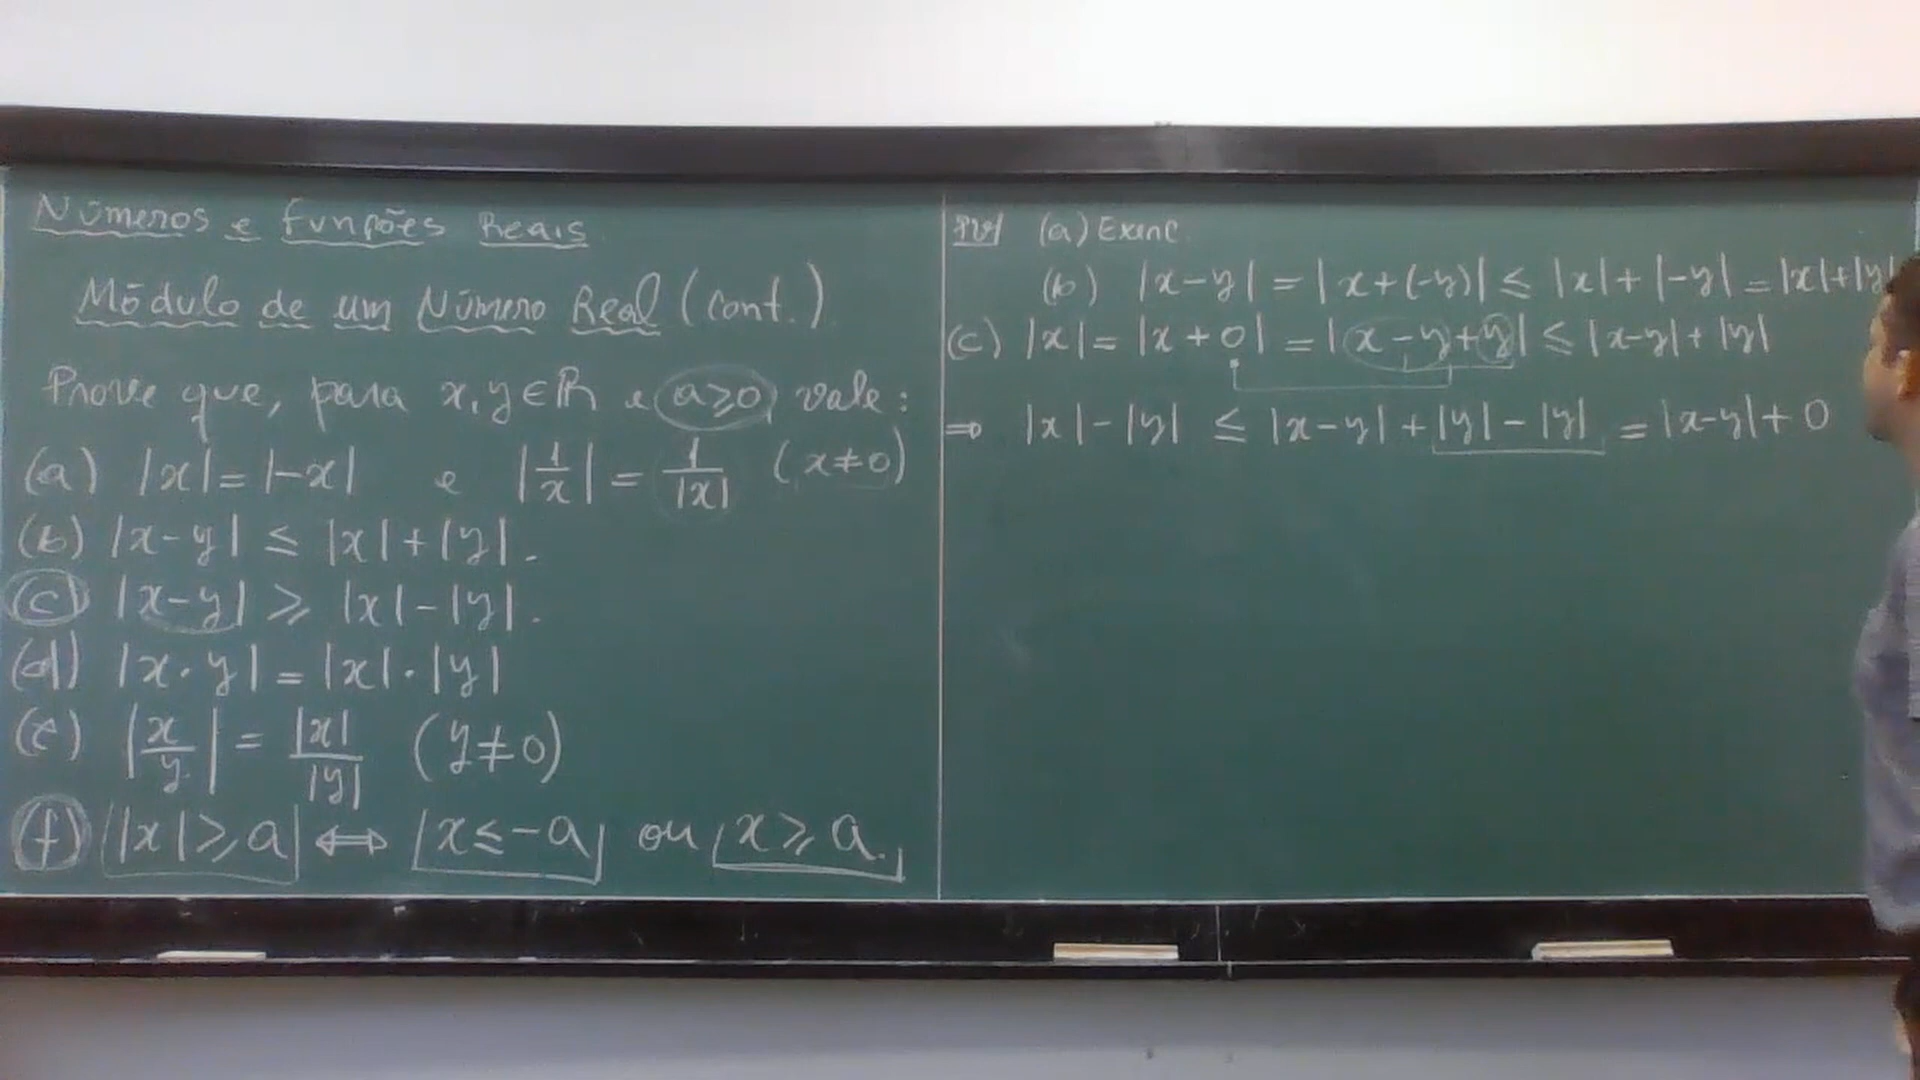 Números e Funções Reais
Módulo de um Número Real (cont.)
Prove que, para x, y ∈ ℝ e a ≥ 0, vale:
(a) |x| = |-x| e |1/x| = 1/|x| (x ≠ 0)
(b) |x - y| ≤ |x| + |y|.
(c) |x - y| ≥ |x| - |y|.
(d) |x · y| = |x| · |y|
(e) |x/y| = |x|/|y| (y ≠ 0)
(f) |x| ≥ a ⇔ x ≤ -a ou x ≥ a.
(a) Exerc.
(b) |x - y| = |x + (-y)| ≤ |x| + |-y| = |x| + |y|
(c) |x| = |x + 0| = |x - y + y| ≤ |x - y| + |y|
⇒ |x| - |y| ≤ |x - y| + |y| - |y| = |x - y| + 0